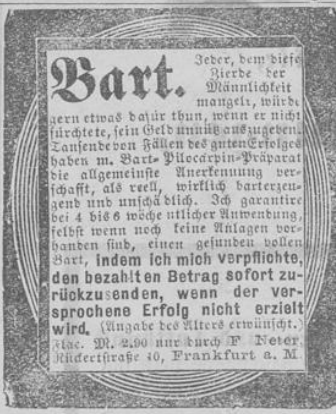 Bart.
Jeder, dem diese
Zierde der
Männlichkeit
mangelt, würde
gern etwas dafür thun, wenn er nicht
fürchtete, sein Geld unnütz auszugeben.
Tausende von Fällen des guten Erfolges
haben m. Bart-Pilocarpin-Präparat
die allgemeinste Anerkennung ver-
schafft, als reell, wirklich barterzeu-
gend und unschädlich. Ich garantire
bei 4 bis 6 wöchentlicher Anwendung,
selbst wenn noch keine Anlagen vor-
handen sind, einen gesunden vollen
Bart, indem ich mich verpflichte,
den bezahlten Betrag sofort zu-
rückzusenden, wenn der ver-
sprochene Erfolg nicht erzielt
wird. (Angabe des Alters erwünscht.)
Flac. M. 2.90 nur durch F Neter,
Rückertstraße 10, Frankfurt a. M